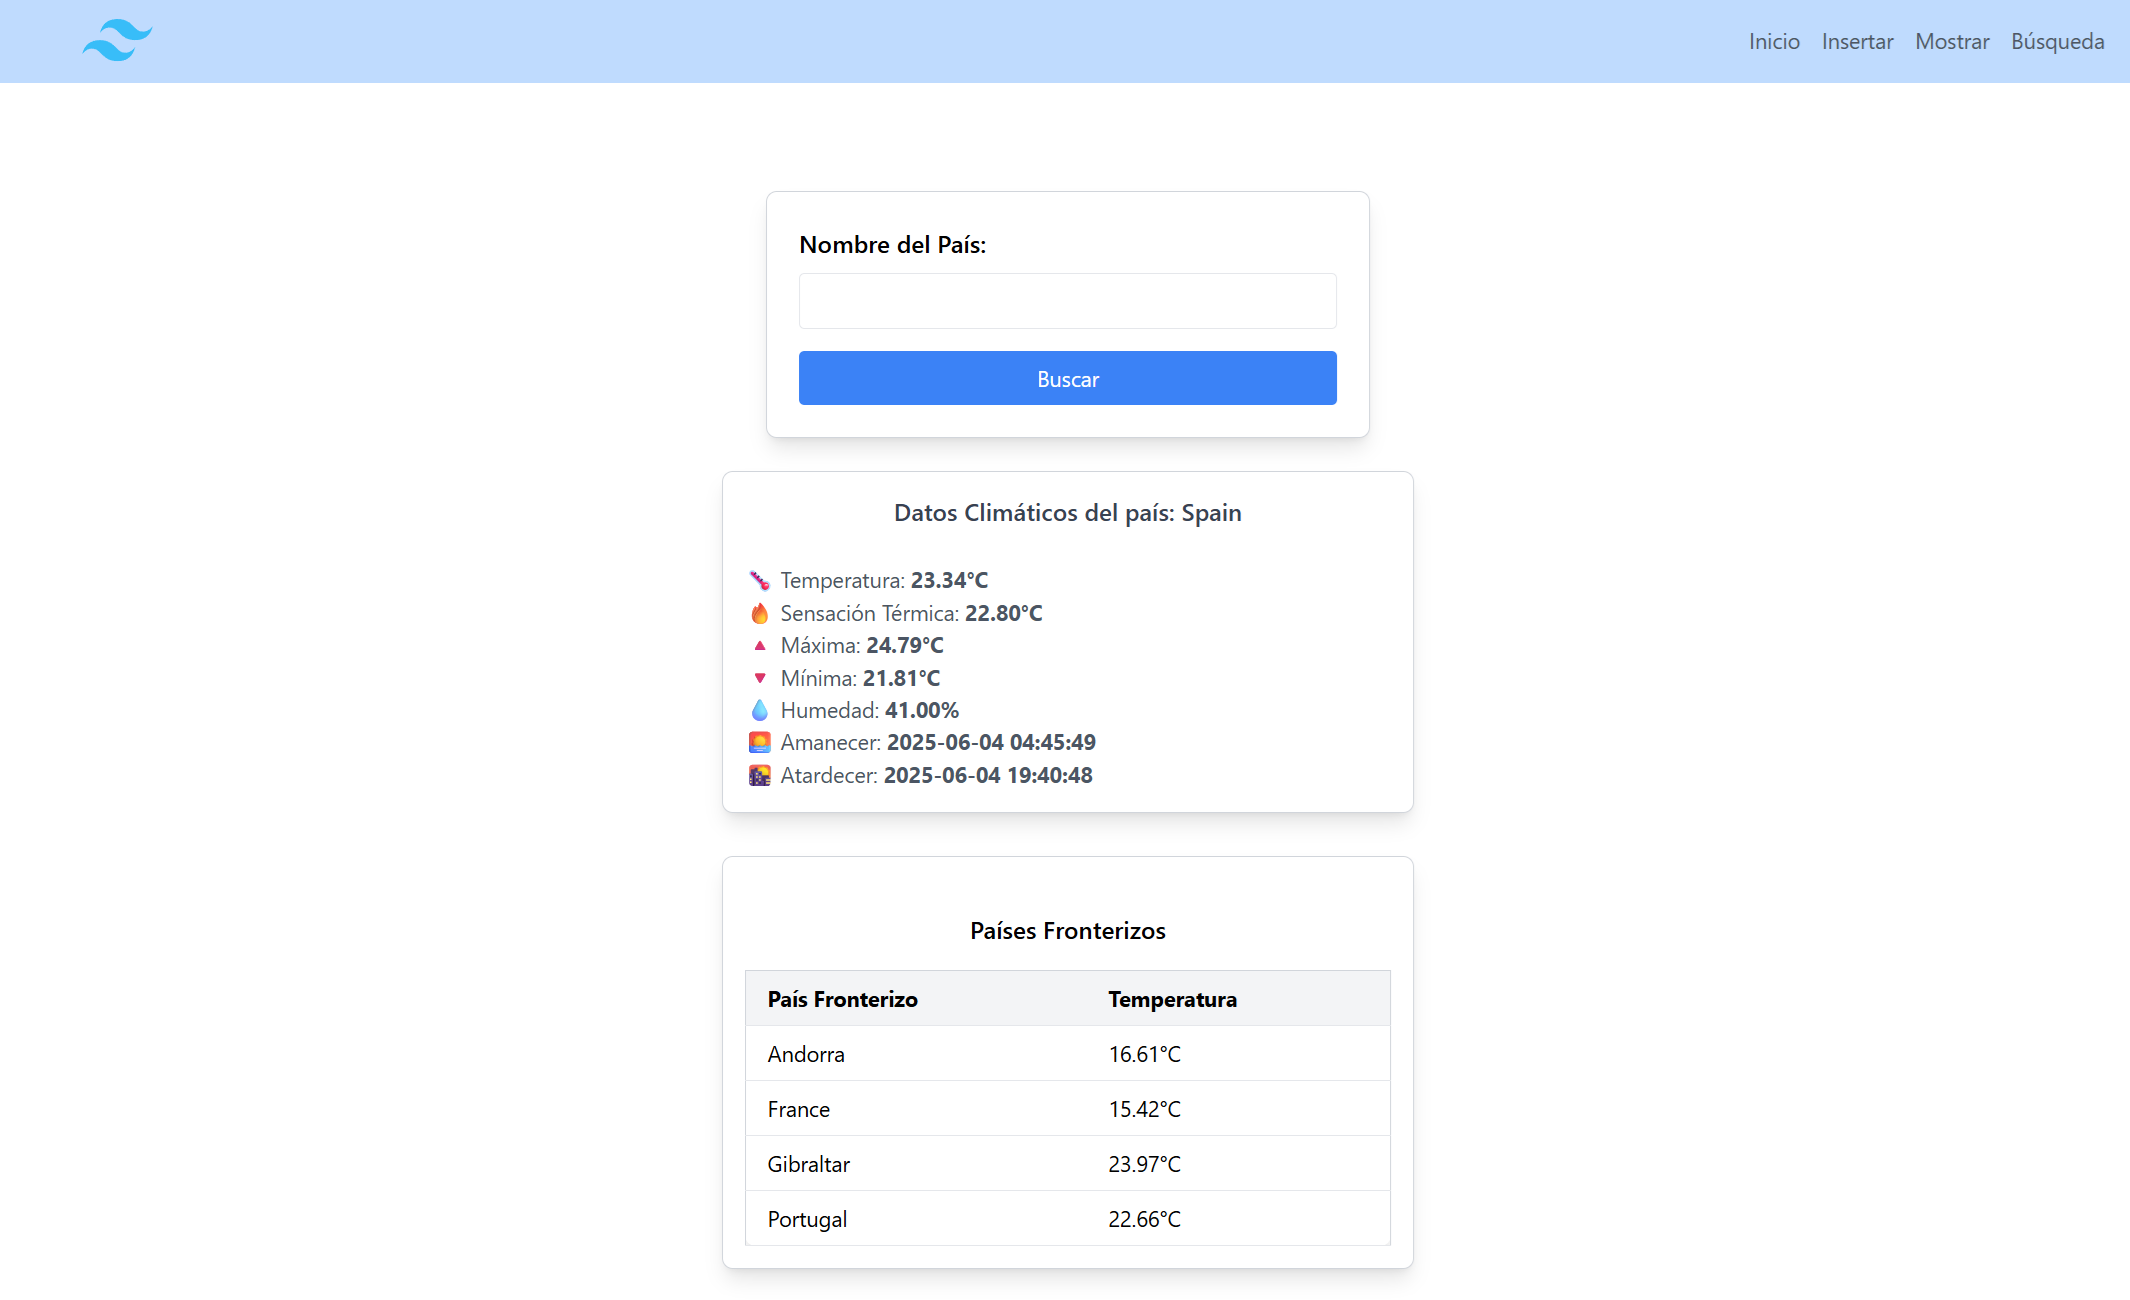 Inicio Insertar Mostrar Búsqueda
Nombre del País:
Buscar
Datos Climáticos del país: Spain
Temperatura: 23.34°C
Sensación Térmica: 22.80°C
Máxima: 24.79°C
Mínima: 21.81°C
Humedad: 41.00%
Amanecer: 2025-06-04 04:45:49
Atardecer: 2025-06-04 19:40:48
Países Fronterizos
País Fronterizo Temperatura
Andorra 16.61°C
France 15.42°C
Gibraltar 23.97°C
Portugal 22.66°C